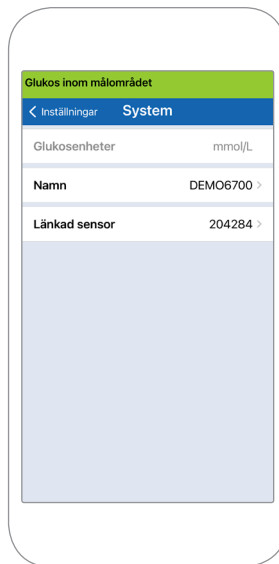 Glukos inom målområdet
Inställningar System
Glukosenheter mmol/L
Namn DEMO6700
Länkad sensor 204284